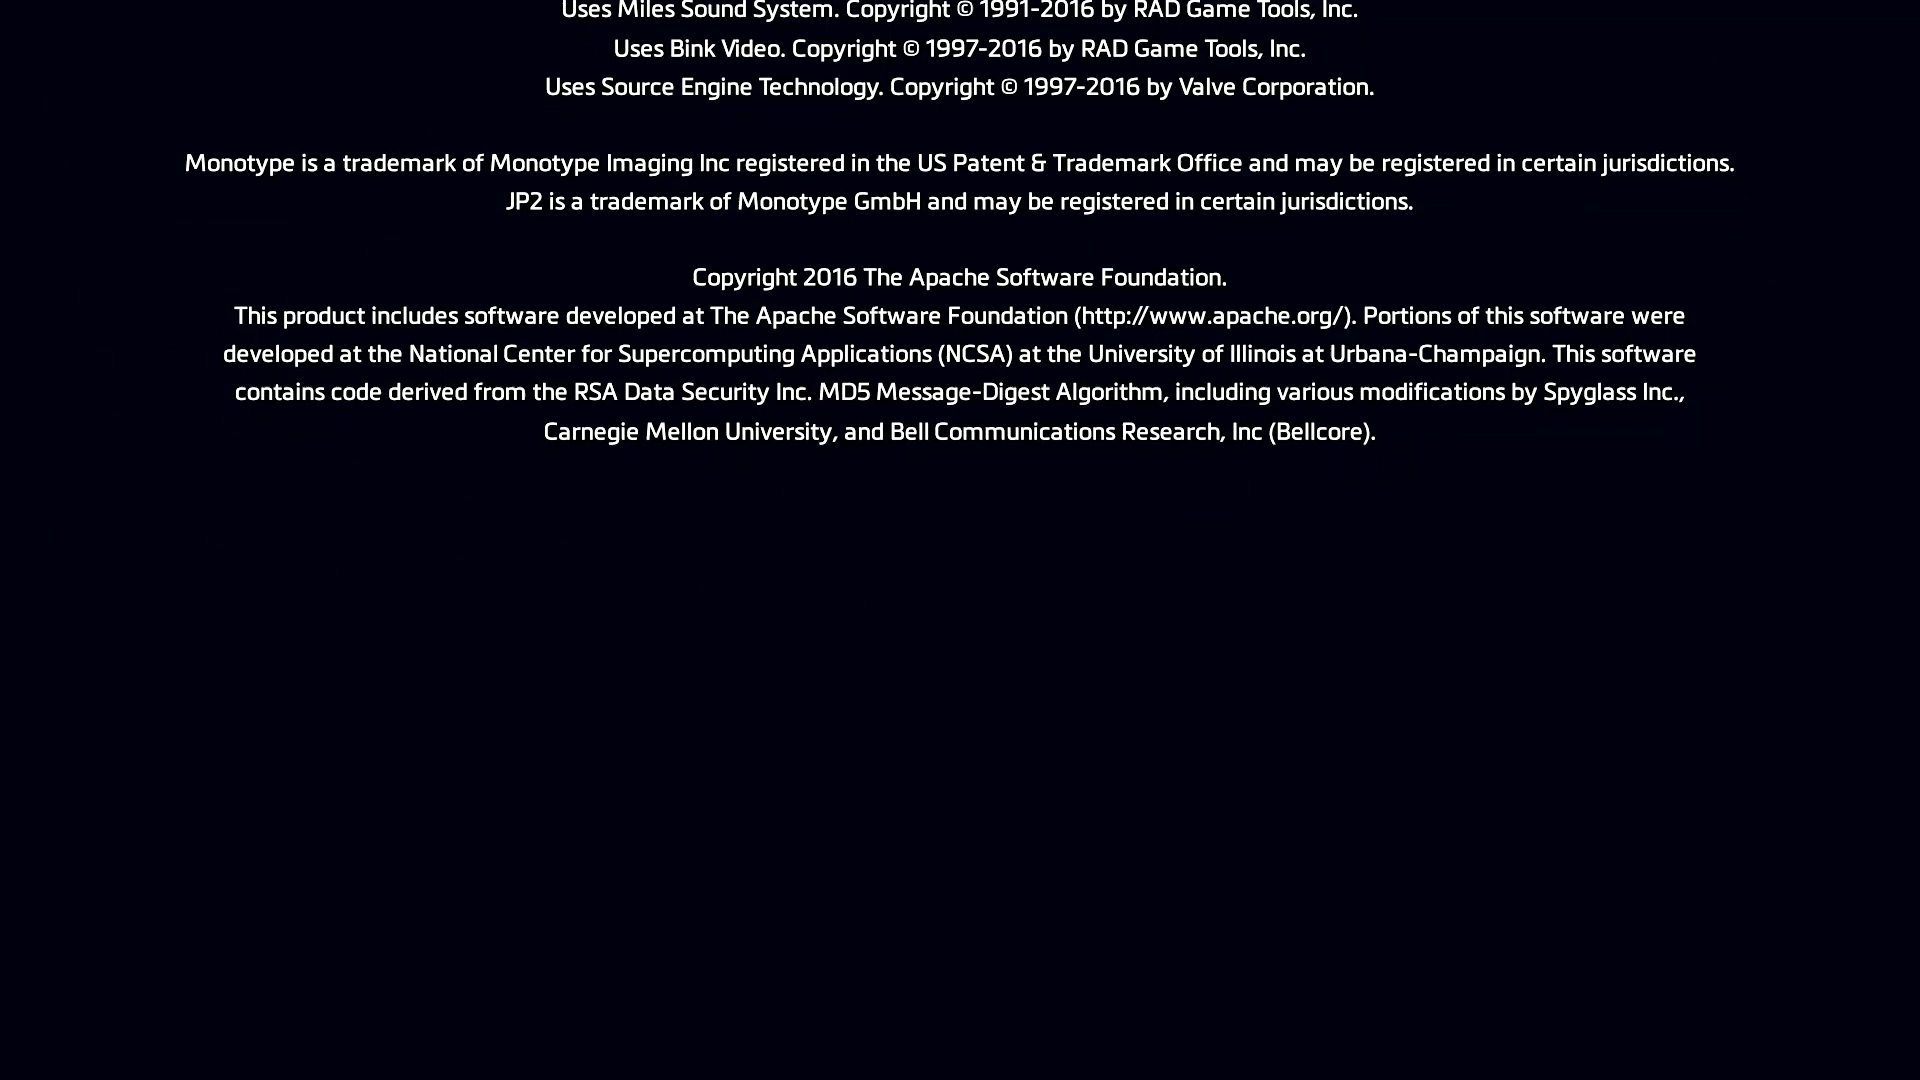 Uses Miles Sound System. Copyright © 1991-2016 by RAD Game Tools, Inc.
Uses Bink Video. Copyright © 1997-2016 by RAD Game Tools, Inc.
Uses Source Engine Technology. Copyright © 1997-2016 by Valve Corporation.
Monotype is a trademark of Monotype Imaging Inc registered in the US Patent & Trademark Office and may be registered in certain jurisdictions.
JP2 is a trademark of Monotype GmbH and may be registered in certain jurisdictions.
Copyright 2016 The Apache Software Foundation.
This product includes software developed at The Apache Software Foundation (http://www.apache.org/). Portions of this software were
developed at the National Center for Supercomputing Applications (NCSA) at the University of Illinois at Urbana-Champaign. This software
contains code derived from the RSA Data Security Inc. MD5 Message-Digest Algorithm, including various modifications by Spyglass Inc.,
Carnegie Mellon University, and Bell Communications Research, Inc (Bellcore).